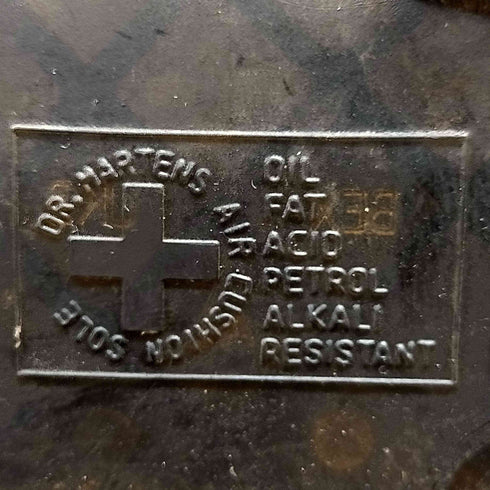 DR. MARTENS AIR CUSHION SOLE
OIL
FAT
ACID
PETROL
ALKALI
RESISTANT